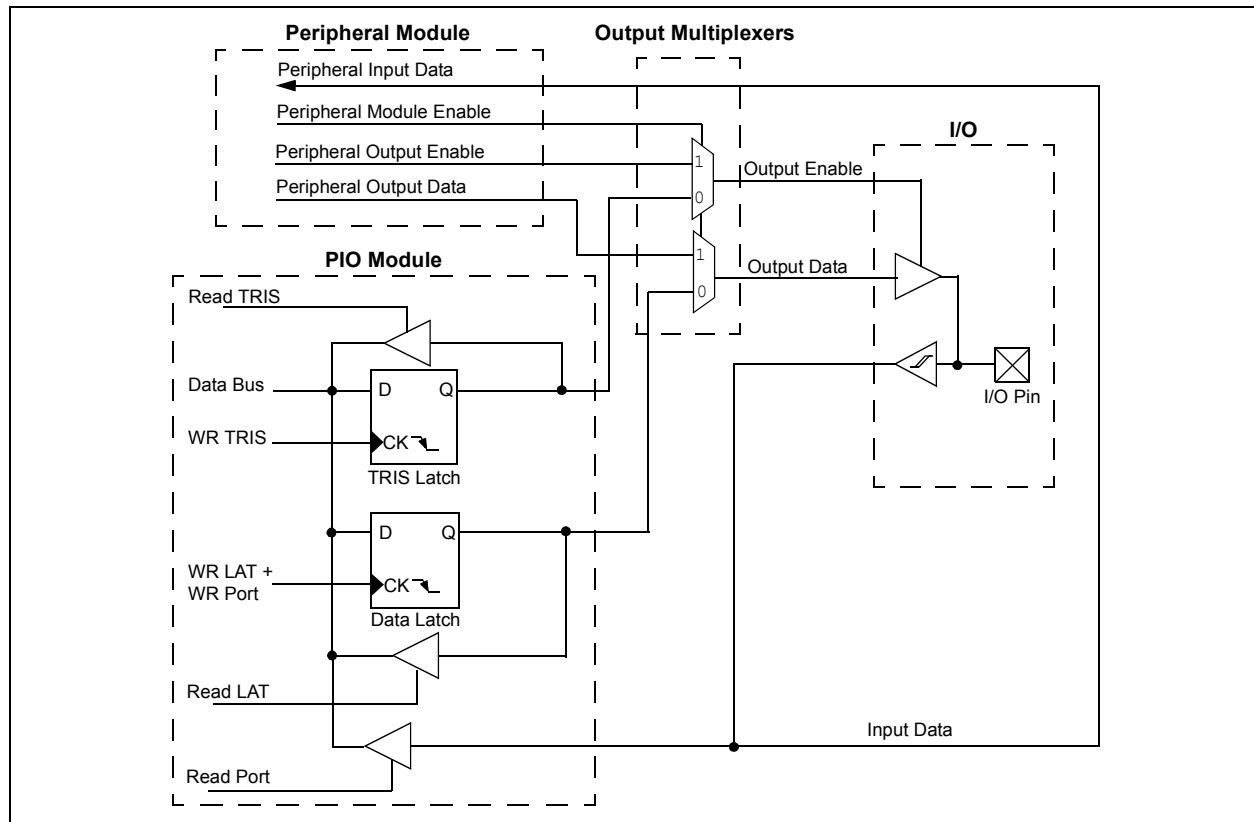 Peripheral Module
Output Multiplexers
Peripheral Input Data
Peripheral Module Enable
I/O
Peripheral Output Enable
1
Output Enable
Peripheral Output Data
0
1
PIO Module
Output Data
Read TRIS
0
Data Bus
D
Q
I/O Pin
WR TRIS
CK
TRIS Latch
D
Q
WR LAT +
WR Port
CK
Data Latch
Read LAT
Input Data
Read Port